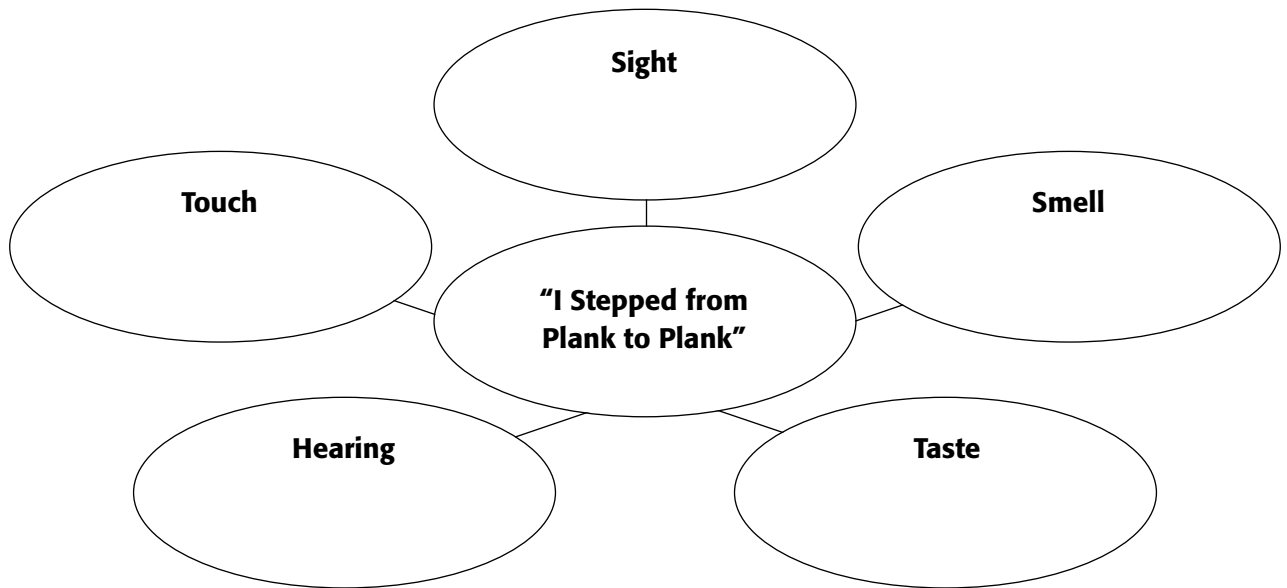 Sight
Touch
Smell
“I Stepped from
Plank to Plank”
Hearing
Taste